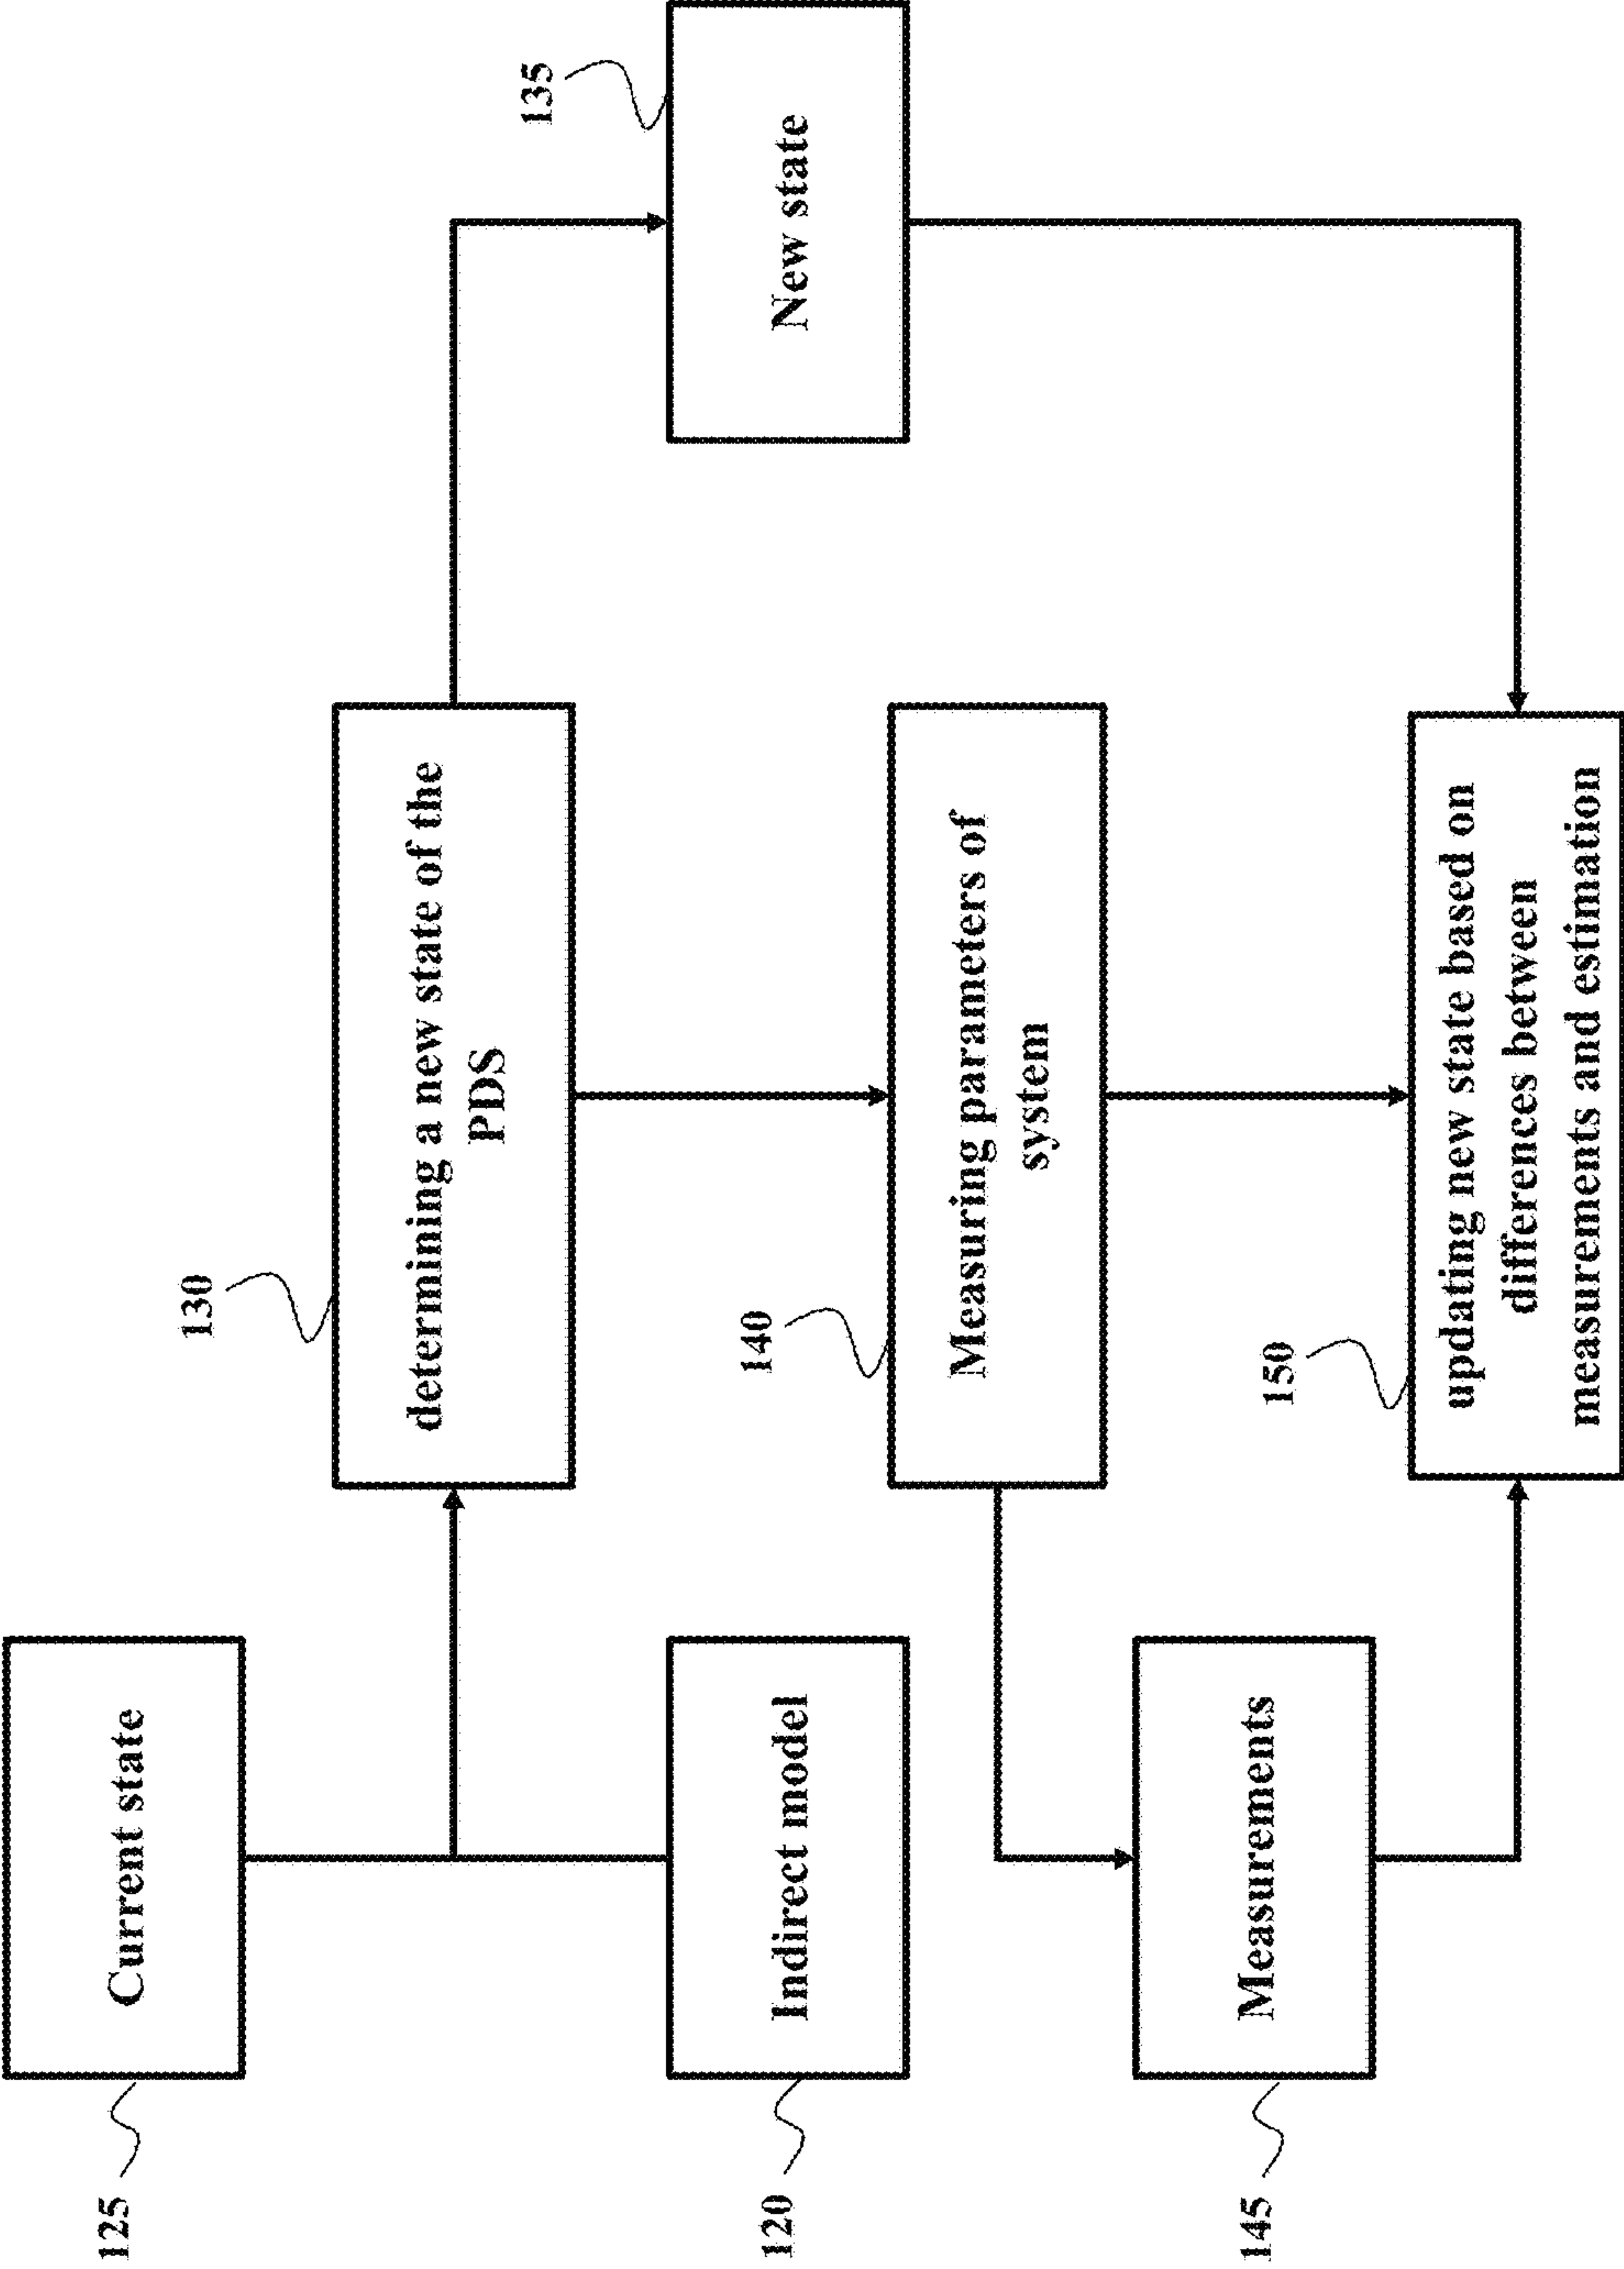 125
Current state
130
determining a new state of the
PDS
135
New state
120
Indirect model
140
Measuring parameters of
system
145
Measurements
150
updating new state based on
differences between
measurements and estimation